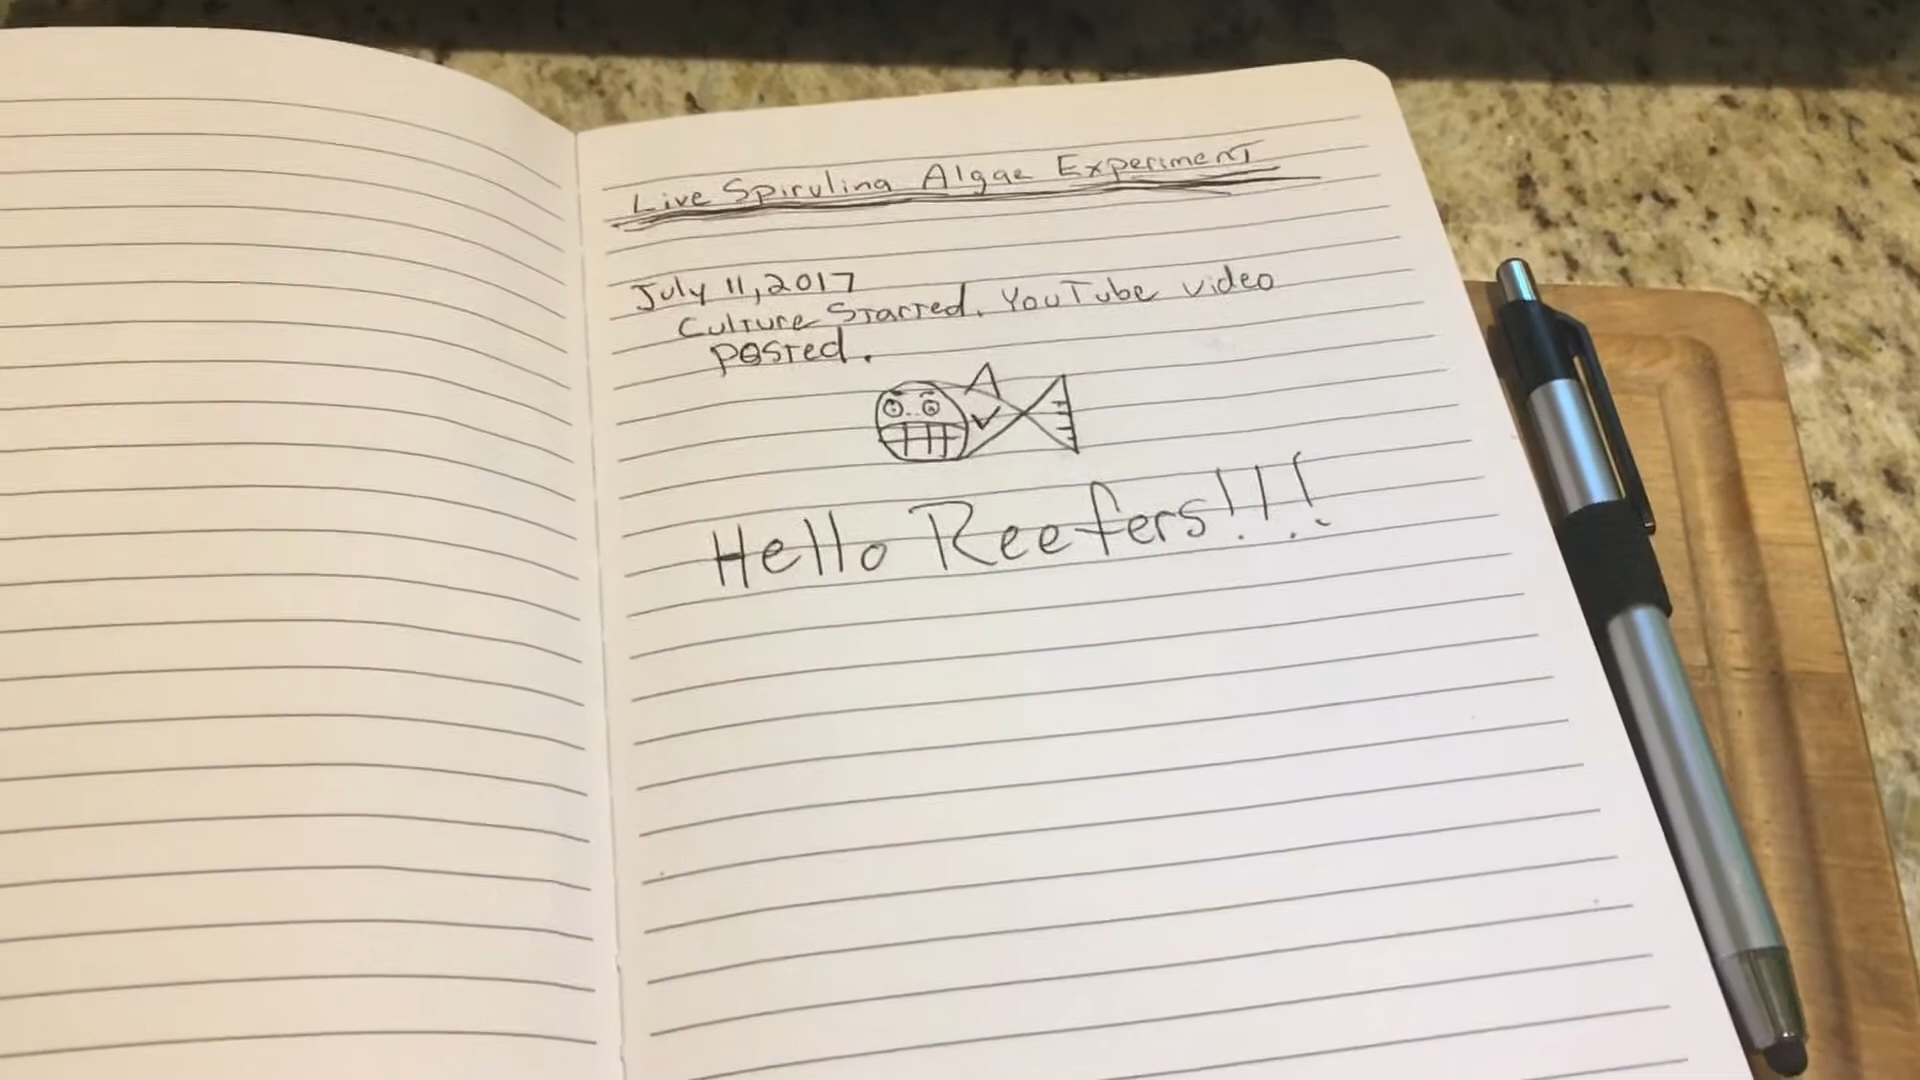 Live Spirulina Algae Experiment
July 11, 2017
Culture Started. YouTube video
posted.
Hello Reefers!!!